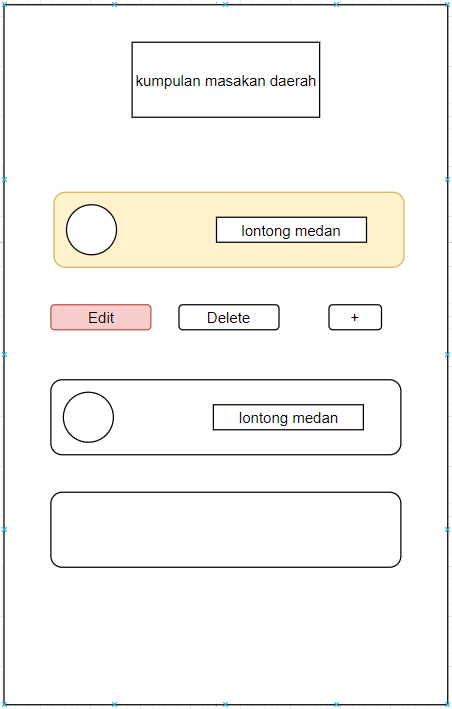 kumpulan masakan daerah
lontong medan
Edit
Delete
+
lontong medan